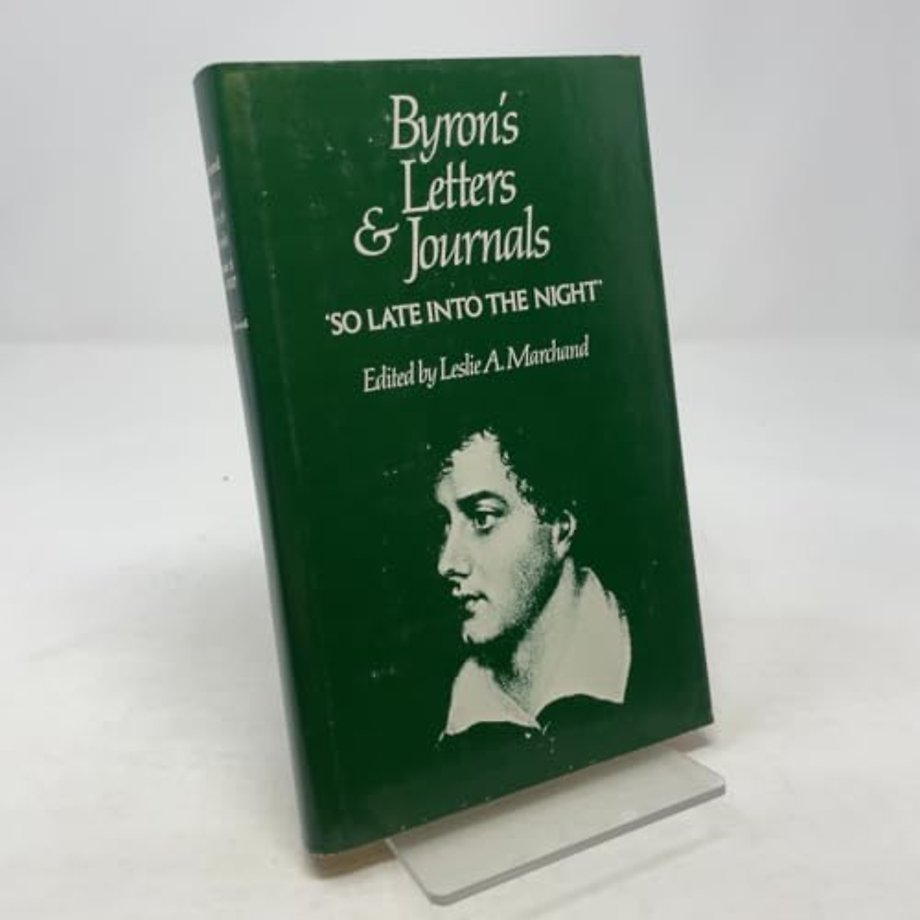 Byron's
Letters
& Journals
'SO LATE INTO THE NIGHT'
Edited by Leslie A. Marchand